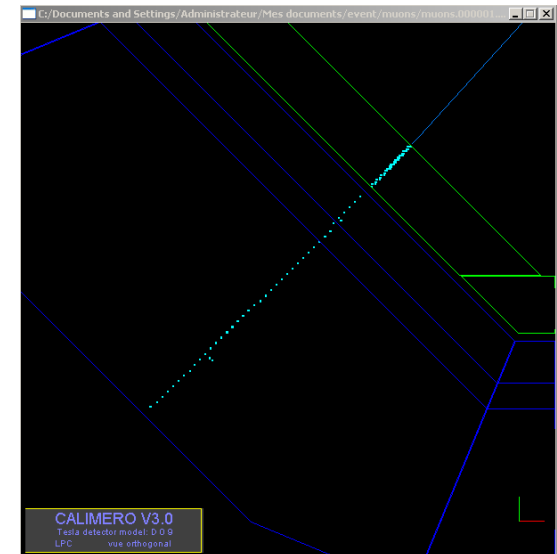 C:/Documents and Settings/Administrateur/Mes documents/event/muons/muons.000001...
CALIMERO V3.0
Tesla detector model: D 0 9
LPC vue orthogonal